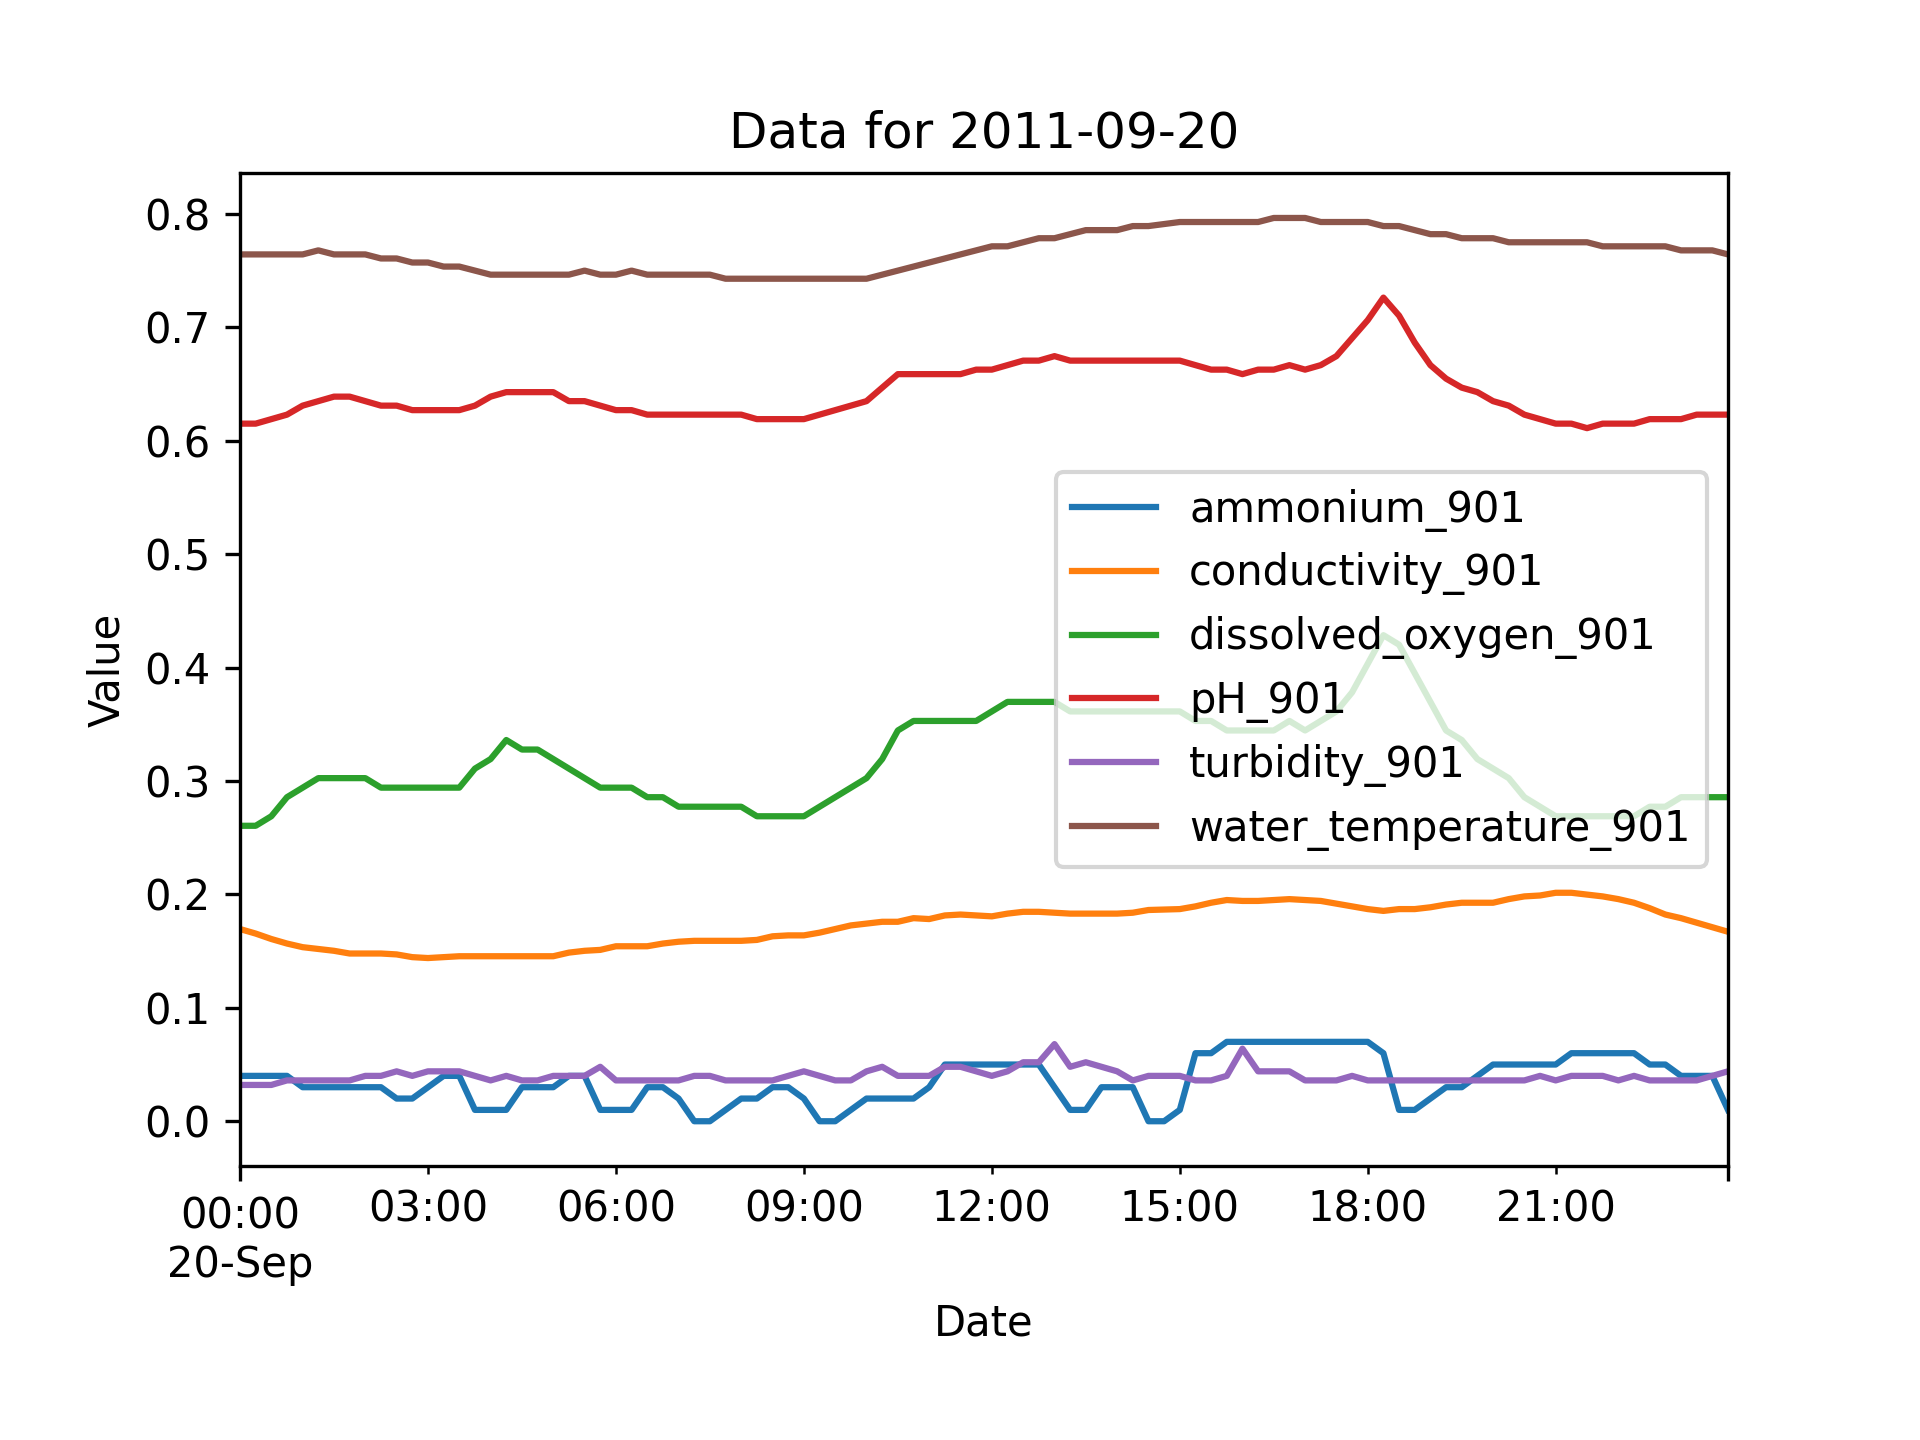 Data for 2011-09-20
Value
0.8
0.7
0.6
0.5
0.4
0.3
0.2
0.1
0.0
ammonium_901
conductivity_901
dissolved_oxygen_901
pH_901
turbidity_901
water_temperature_901
00:00 03:00 06:00 09:00 12:00 15:00 18:00 21:00
20-Sep
Date